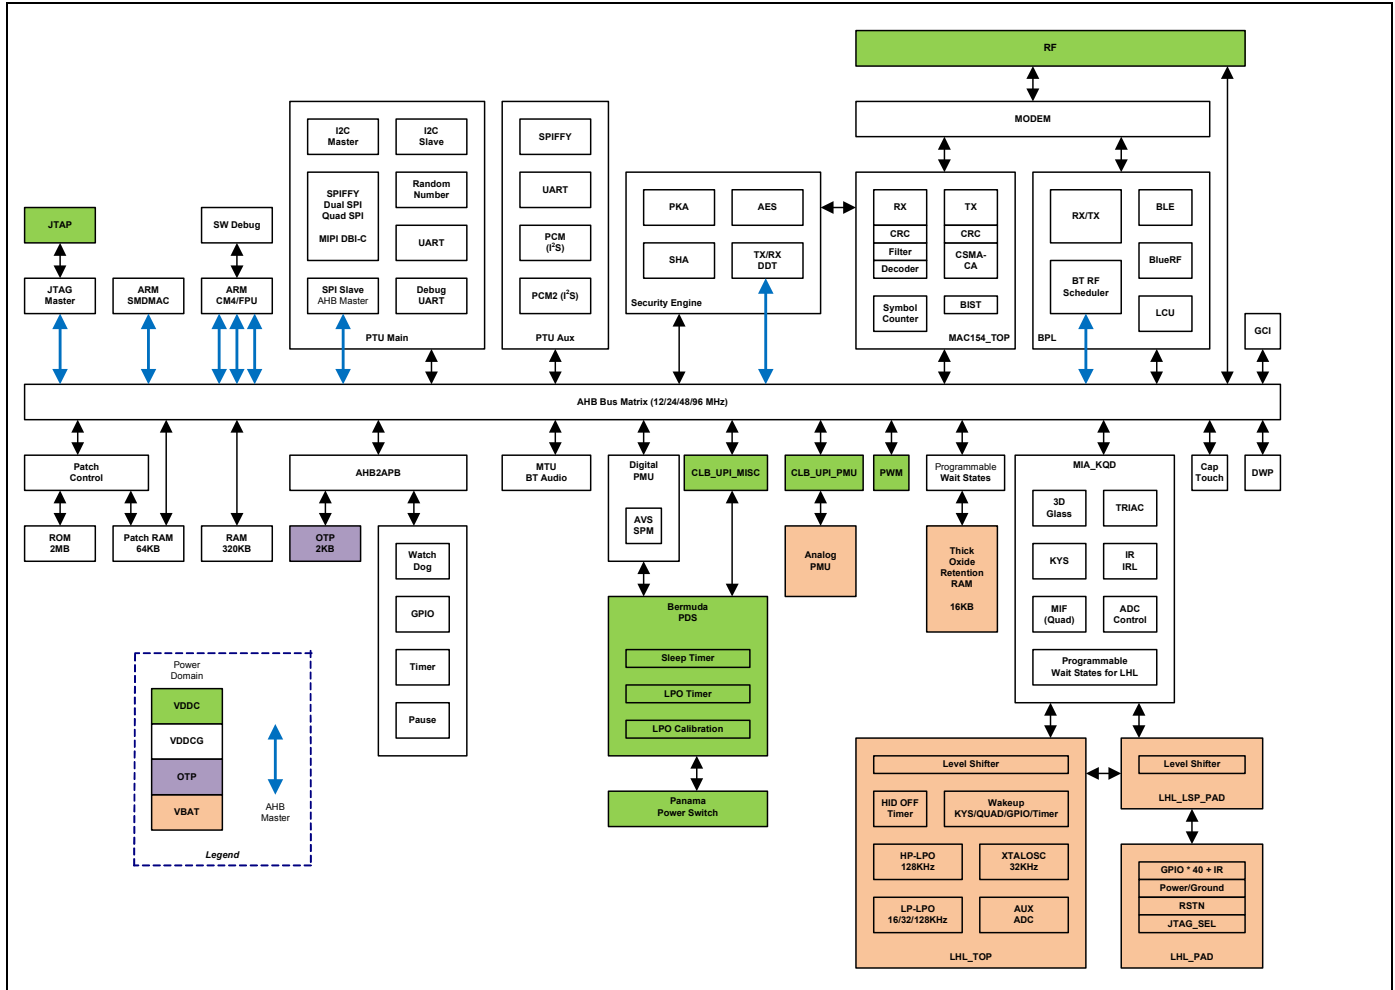 RF
MODEM
I2C
Master
I2C
Slave
SPIFFY
Dual SPI
Quad SPI
MIPI DBI-C
Random
Number
UART
SPI Slave
AHB Master
Debug
UART
PTU Main
SPIFFY
UART
PCM
(I²S)
PCM2 (I²S)
PTU Aux
PKA
AES
SHA
TX/RX
DDT
Security Engine
RX
CRC
Filter
Decoder
TX
CRC
CSMA-
CA
Symbol
Counter
BIST
MAC154_TOP
RX/TX
BLE
BlueRF
BT RF
Scheduler
LCU
BPL
JTAP
SW Debug
JTAG
Master
ARM
SMDMAC
ARM
CM4/FPU
GCI
AHB Bus Matrix (12/24/48/96 MHz)
Patch
Control
AHB2APB
MTU
BT Audio
Digital
PMU
AVS
SPM
CLB_UPI_MISC
CLB_UPI_PMU
PWM
Programmable
Wait States
MIA_KQD
Cap
Touch
DWP
ROM
2MB
Patch RAM
64KB
RAM
320KB
OTP
2KB
Watch
Dog
GPIO
Timer
Pause
Analog
PMU
Thick
Oxide
Retention
RAM
16KB
3D
Glass
TRIAC
KYS
IR
IRL
MIF
(Quad)
ADC
Control
Programmable
Wait States for LHL
Bermuda
PDS
Sleep Timer
LPO Timer
LPO Calibration
Panama
Power Switch
Power
Domain
VDDC
VDDCG
OTP
VBAT
AHB
Master
Legend
Level Shifter
HID OFF
Timer
Wakeup
KYS/QUAD/GPIO/Timer
HP-LPO
128KHz
XTALOSC
32KHz
LP-LPO
16/32/128KHz
AUX
ADC
LHL_TOP
Level Shifter
LHL_LSP_PAD
GPIO * 40 + IR
Power/Ground
RSTN
JTAG_SEL
LHL_PAD